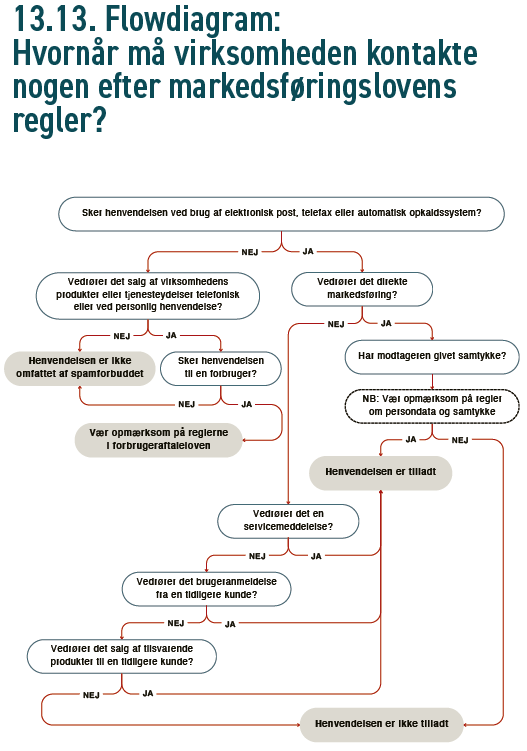 13.13. Flowdiagram:
Hvornår må virksomheden kontakte
nogen efter markedsføringslovens
regler?
Sker henvendelsen ved brug af elektronisk post, telefax eller automatisk opkaldssystem?
NEJ
JA
Vedrører det salg af virksomhedens
produkter eller tjenesteydelser telefonisk
eller ved personlig henvendelse?
Vedrører det direkte
markedsføring?
NEJ
JA
NEJ
JA
Henvendelsen er ikke
omfattet af spamforbuddet
Sker henvendelsen
til en forbruger?
Har modtageren givet samtykke?
NEJ
JA
NB: Vær opmærksom på regler
om persondata og samtykke
Vær opmærksom på reglerne
i forbrugeraftaleloven
JA
NEJ
Henvendelsen er tilladt
Vedrører det en
servicemeddelelse?
NEJ
JA
Vedrører det brugeranmeldelse
fra en tidligere kunde?
NEJ
JA
Vedrører det salg af tilsvarende
produkter til en tidligere kunde?
NEJ
JA
Henvendelsen er ikke tilladt